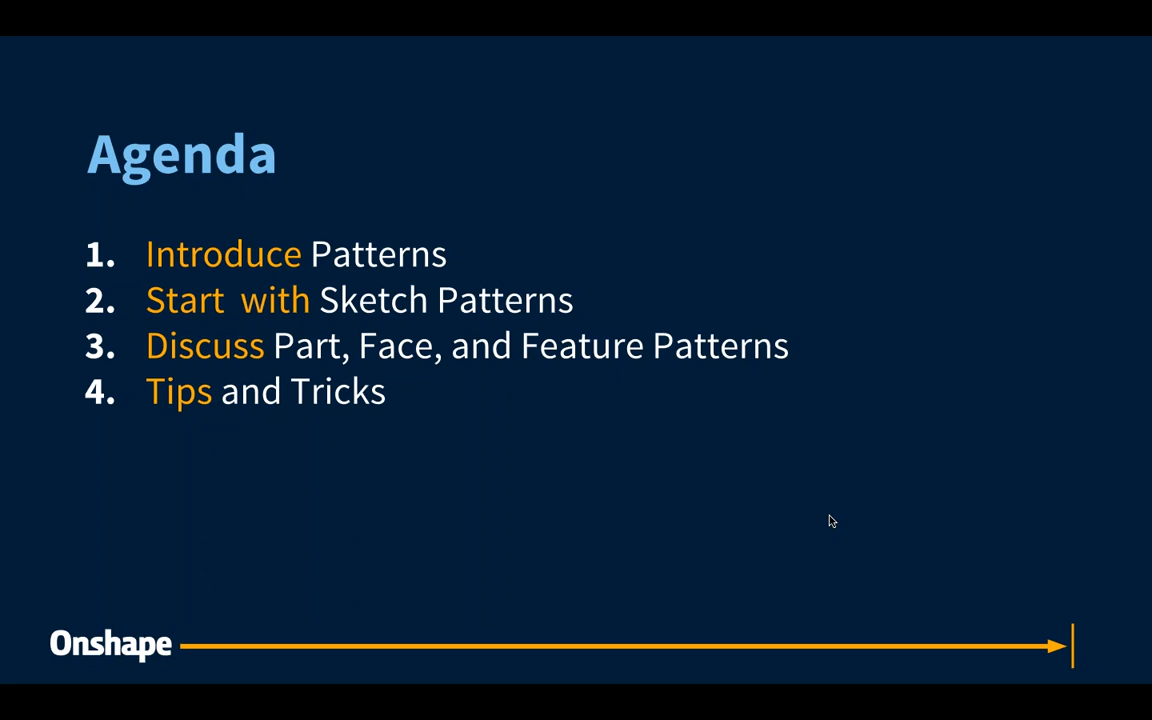 Agenda
1. Introduce Patterns
2. Start with Sketch Patterns
3. Discuss Part, Face, and Feature Patterns
4. Tips and Tricks
Onshape